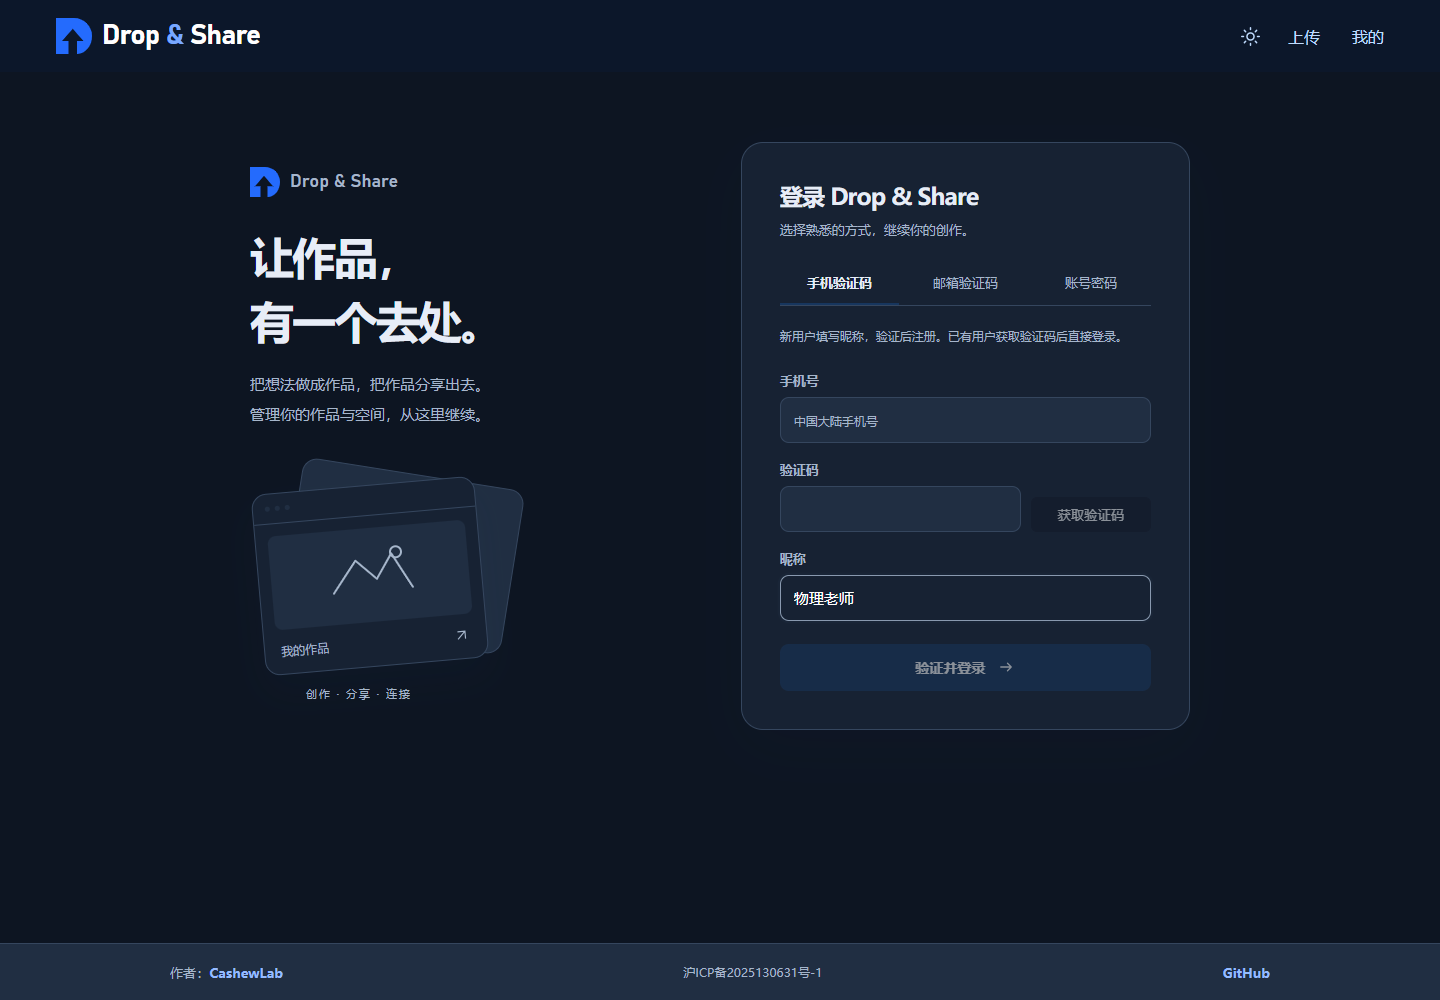 Drop & Share
上传
我的
Drop & Share
让作品，
有一个去处。
把想法做成作品，把作品分享出去。
管理你的作品与空间，从这里继续。
我的作品
创作 · 分享 · 连接
登录 Drop & Share
选择熟悉的方式，继续你的创作。
手机验证码
邮箱验证码
账号密码
新用户填写昵称，验证后注册。已有用户获取验证码后直接登录。
手机号
中国大陆手机号
验证码
获取验证码
昵称
物理老师
验证并登录
作者：CashewLab
沪ICP备2025130631号-1
GitHub